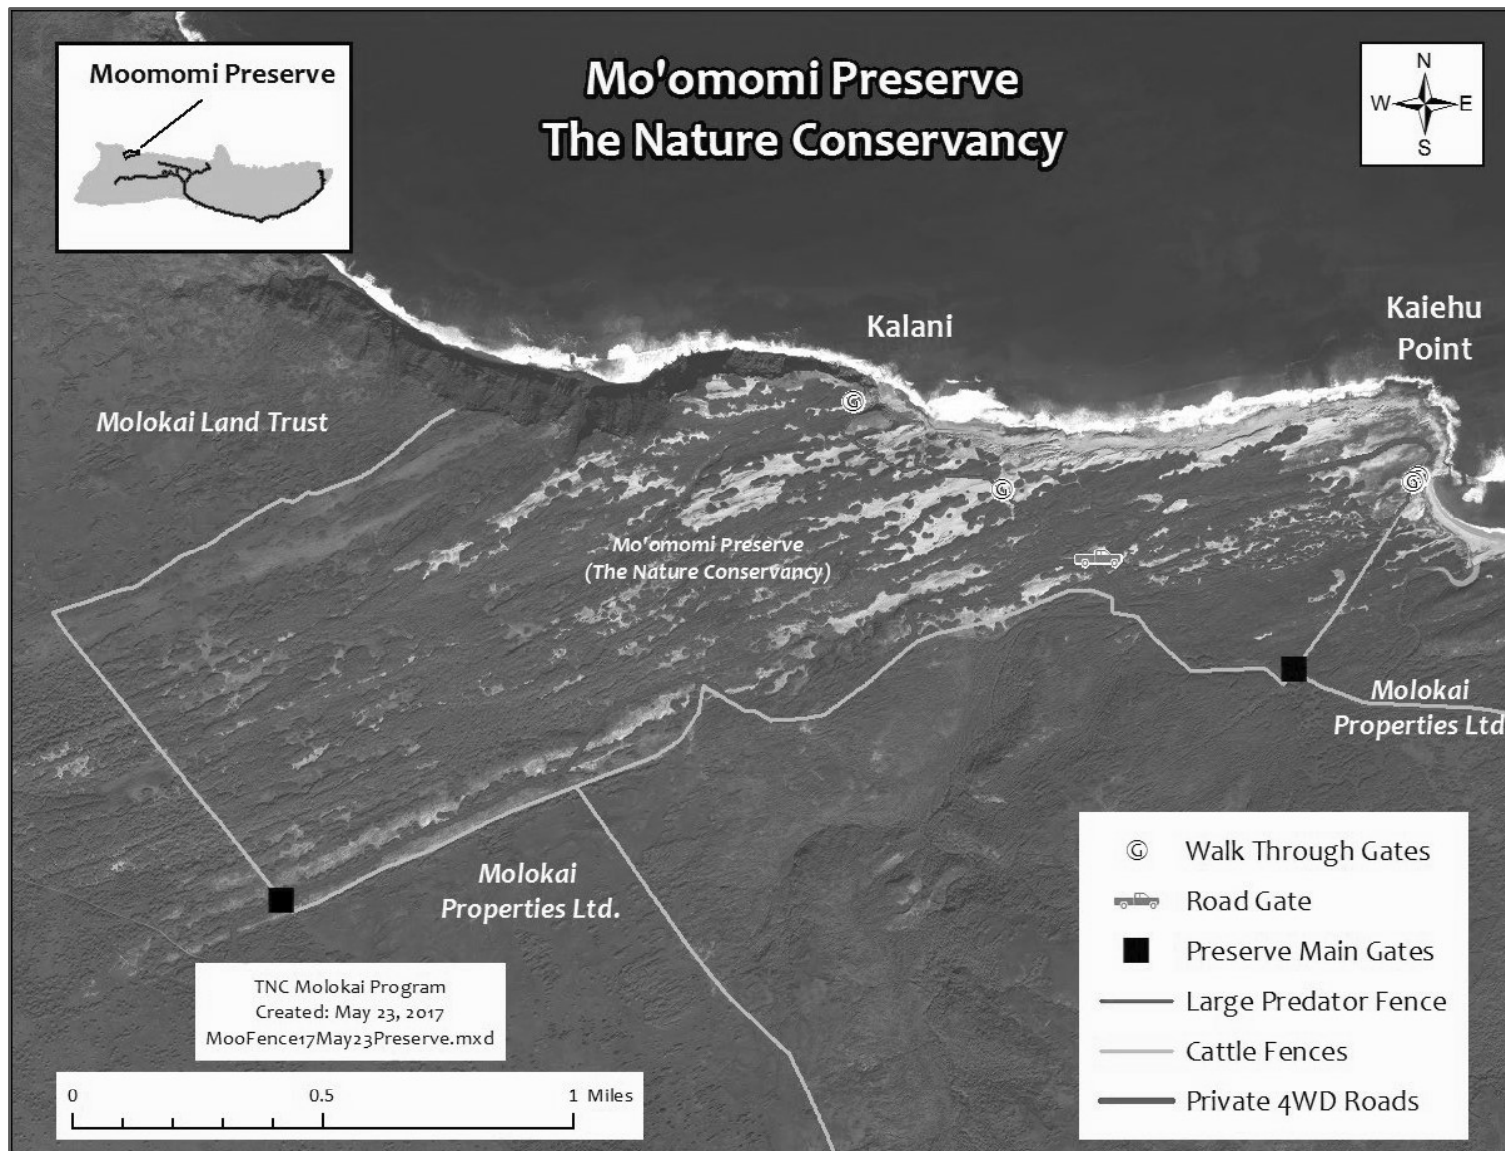 Moomomi Preserve
Mo'omomi Preserve
The Nature Conservancy
N
W E
S
Kalani
Kaiehu
Point
Molokai Land Trust
G
G
G
Mo'omomi Preserve
(The Nature Conservancy)
Molokai
Properties Ltd
Molokai
Properties Ltd.
G Walk Through Gates
Road Gate
Preserve Main Gates
Large Predator Fence
Cattle Fences
Private 4WD Roads
TNC Molokai Program
Created: May 23, 2017
MooFence17May23Preserve.mxd
0 0.5 1 Miles